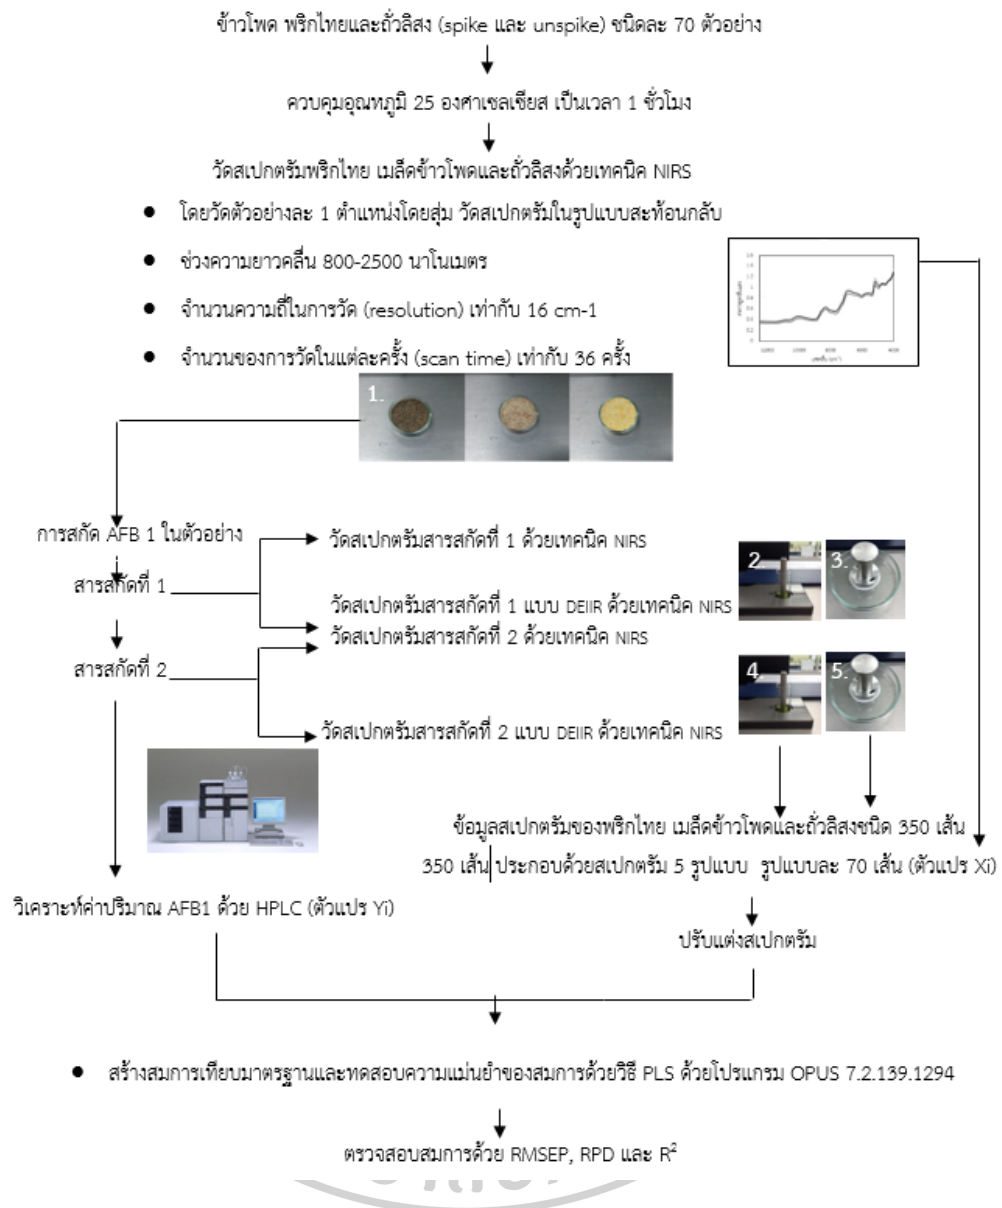 ข้าวโพด พริกไทยและถั่วลิสง (spike และ unspike) ชนิดละ 70 ตัวอย่าง
ควบคุมอุณหภูมิ 25 องศาเซลเซียส เป็นเวลา 1 ชั่วโมง
วัดสเปกตรัมพริกไทย เมล็ดข้าวโพดและถั่วลิสงด้วยเทคนิค NIRS
● โดยวัดตัวอย่างละ 1 ตำแหน่งโดยสุ่ม วัดสเปกตรัมในรูปแบบสะท้อนกลับ
● ช่วงความยาวคลื่น 800-2500 นาโนเมตร
● จำนวนความถี่ในการวัด (resolution) เท่ากับ 16 cm-1
● จำนวนของการวัดในแต่ละครั้ง (scan time) เท่ากับ 36 ครั้ง
1.
การสกัด AFB 1 ในตัวอย่าง
วัดสเปกตรัมสารสกัดที่ 1 ด้วยเทคนิค NIRS
2.
3.
สารสกัดที่ 1
วัดสเปกตรัมสารสกัดที่ 1 แบบ DEIIR ด้วยเทคนิค NIRS
วัดสเปกตรัมสารสกัดที่ 2 ด้วยเทคนิค NIRS
สารสกัดที่ 2
4.
5.
วัดสเปกตรัมสารสกัดที่ 2 แบบ DEIIR ด้วยเทคนิค NIRS
ข้อมูลสเปกตรัมของพริกไทย เมล็ดข้าวโพดและถั่วลิสงชนิด 350 เส้น
350 เส้น ประกอบด้วยสเปกตรัม 5 รูปแบบ รูปแบบละ 70 เส้น (ตัวแปร Xi)
วิเคราะห์ค่าปริมาณ AFB1 ด้วย HPLC (ตัวแปร Yi)
ปรับแต่งสเปกตรัม
● สร้างสมการเทียบมาตรฐานและทดสอบความแม่นยำของสมการด้วยวิธี PLS ด้วยโปรแกรม OPUS 7.2.139.1294
ตรวจสอบสมการด้วย RMSEP, RPD และ R²